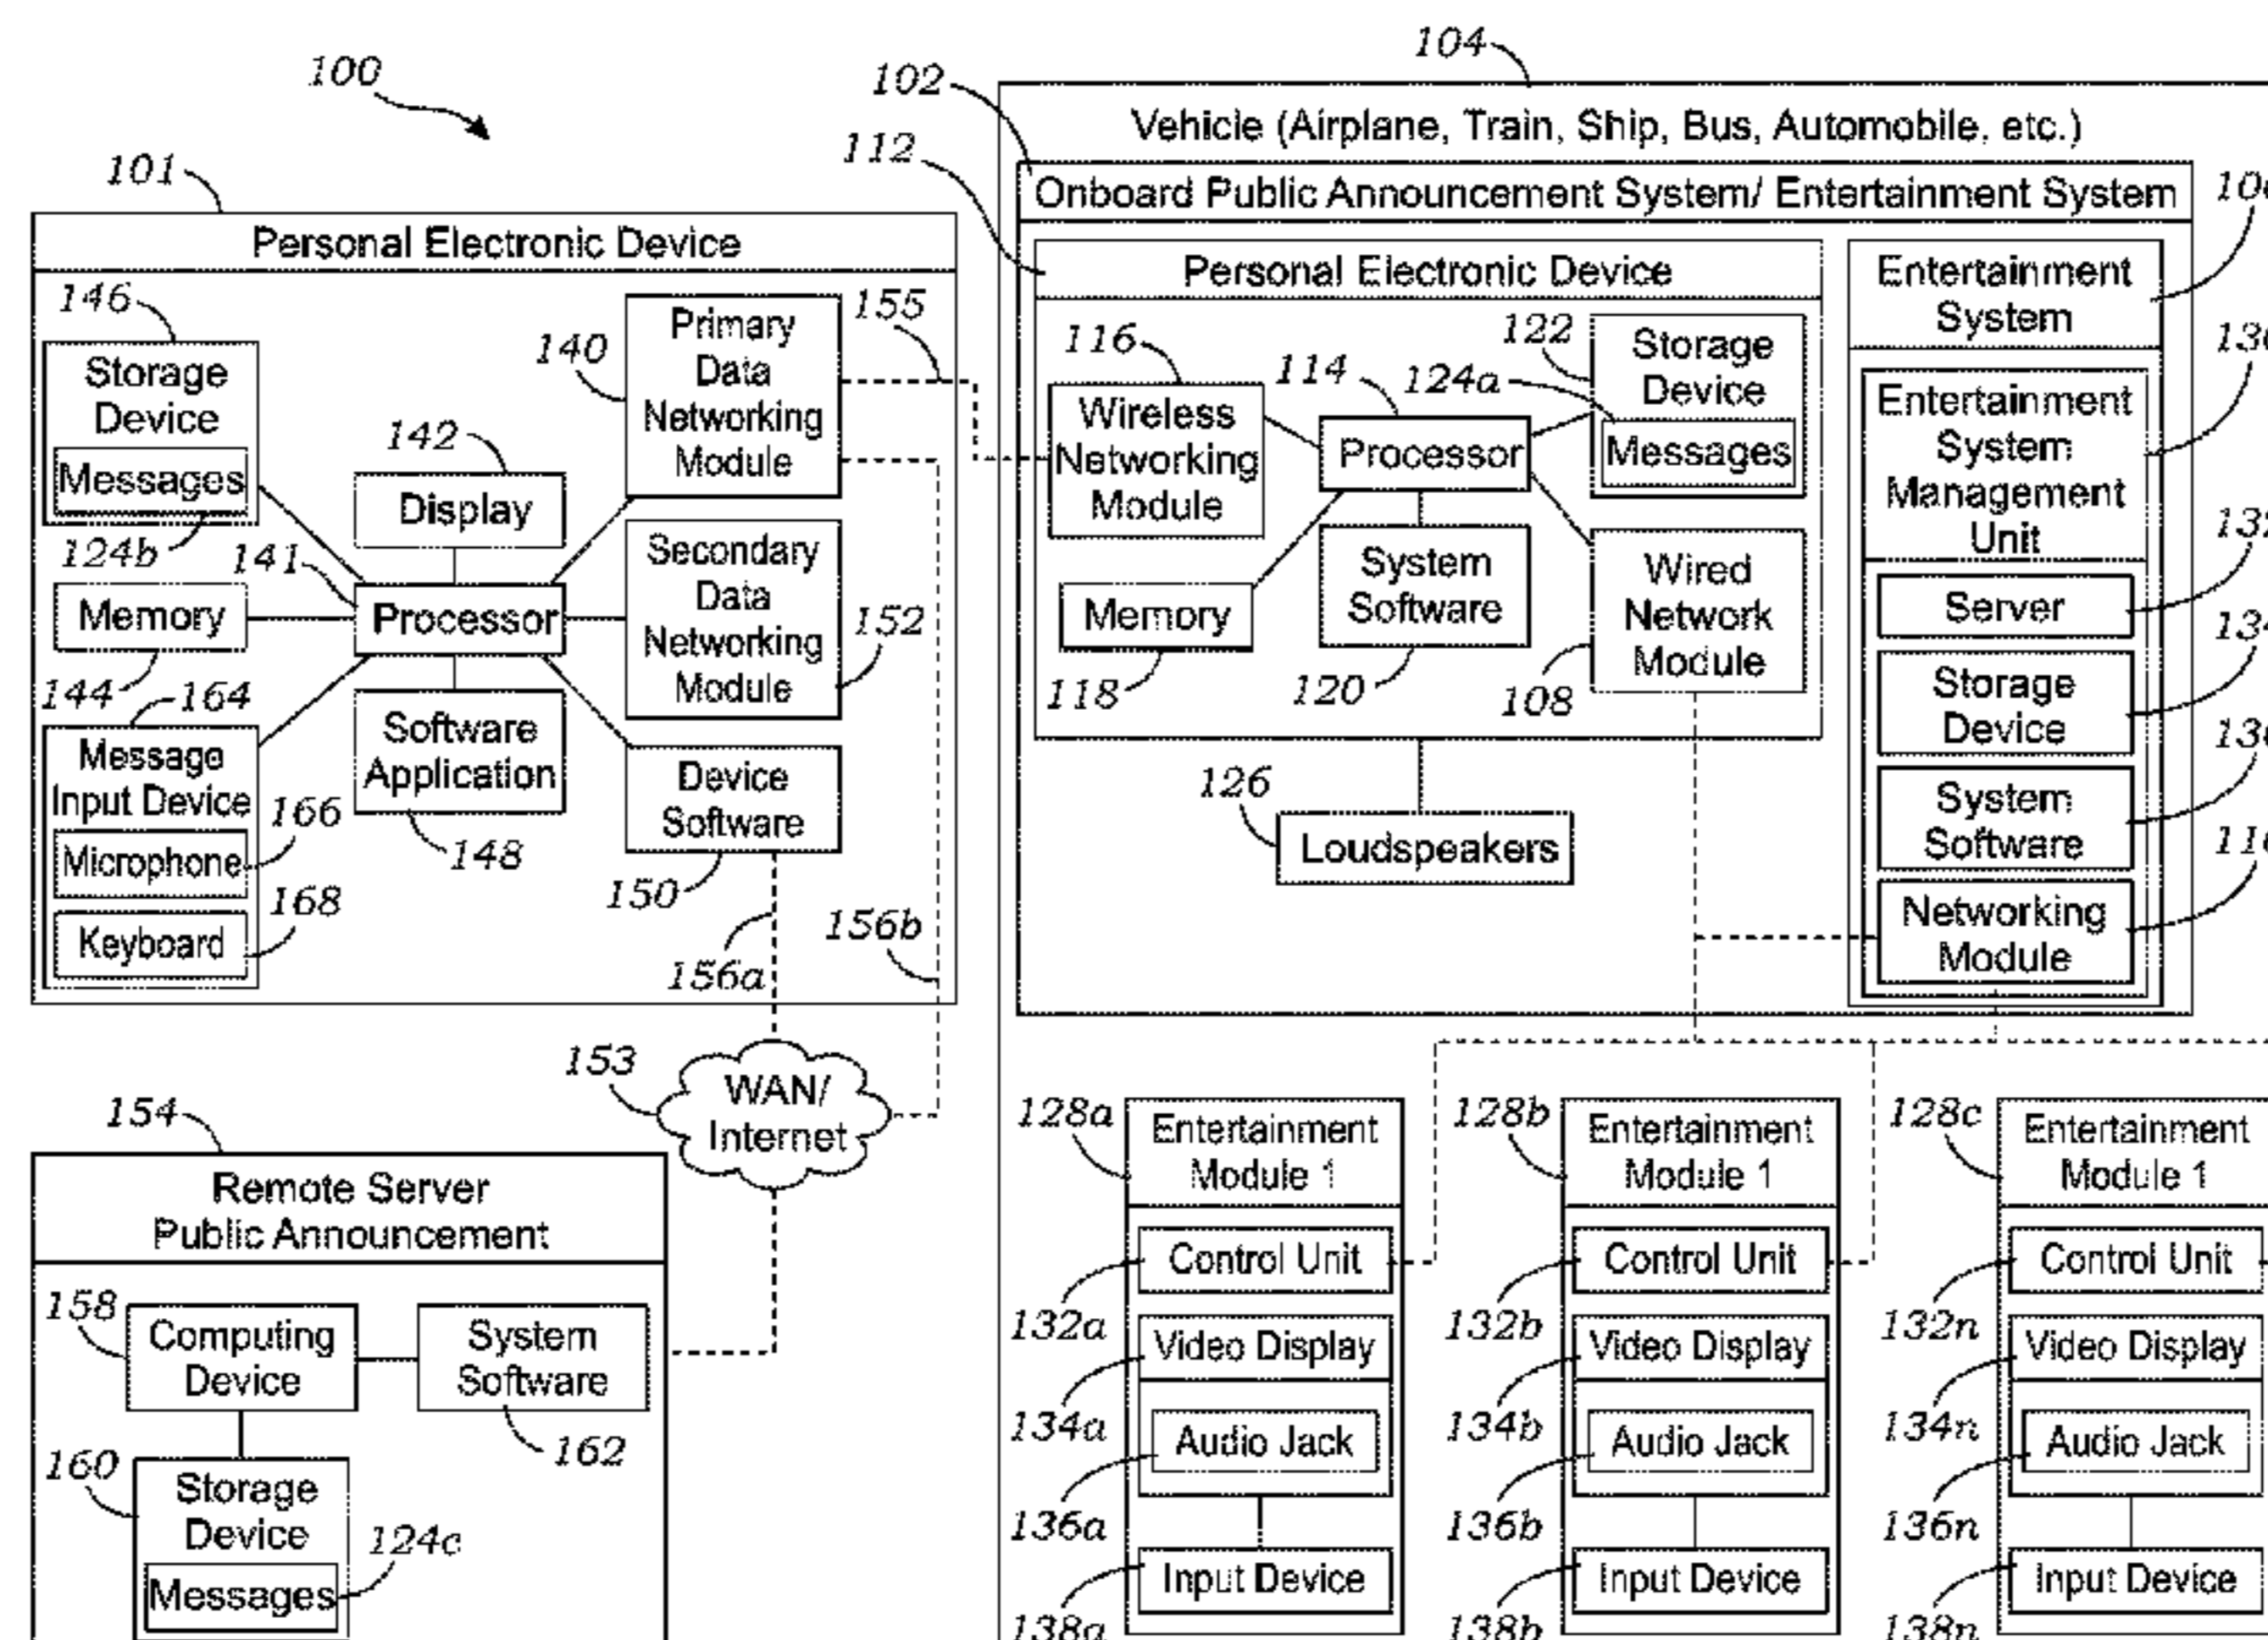 100
101
Personal Electronic Device
146
Storage
Device
Messages
124b
142
Display
140
Primary
Data
Networking
Module
155
141
Processor
Memory
144
Secondary
Data
Networking
Module
152
164
Message
Input Device
Microphone
166
Keyboard
168
Software
Application
148
Device
Software
150
156a
156b
153
WAN/
Internet
154
Remote Server
Public Announcement
158
Computing
Device
System
Software
162
160
Storage
Device
Messages
124c
104
Vehicle (Airplane, Train, Ship, Bus, Automobile, etc.)
102
Onboard Public Announcement System/ Entertainment System
112
Personal Electronic Device
116
Wireless
Networking
Module
114
Processor
124a
122
Storage
Device
Messages
Memory
118
System
Software
120
Wired
Network
Module
108
126
Loudspeakers
Entertainment
System
Entertainment
System
Management
Unit
Server
Storage
Device
System
Software
Networking
Module
128a
Entertainment
Module 1
Control Unit
132a
Video Display
134a
Audio Jack
136a
Input Device
138a
128b
Entertainment
Module 1
Control Unit
132b
Video Display
134b
Audio Jack
136b
Input Device
138b
128c
Entertainment
Module 1
Control Unit
132n
Video Display
134n
Audio Jack
136n
Input Device
138n